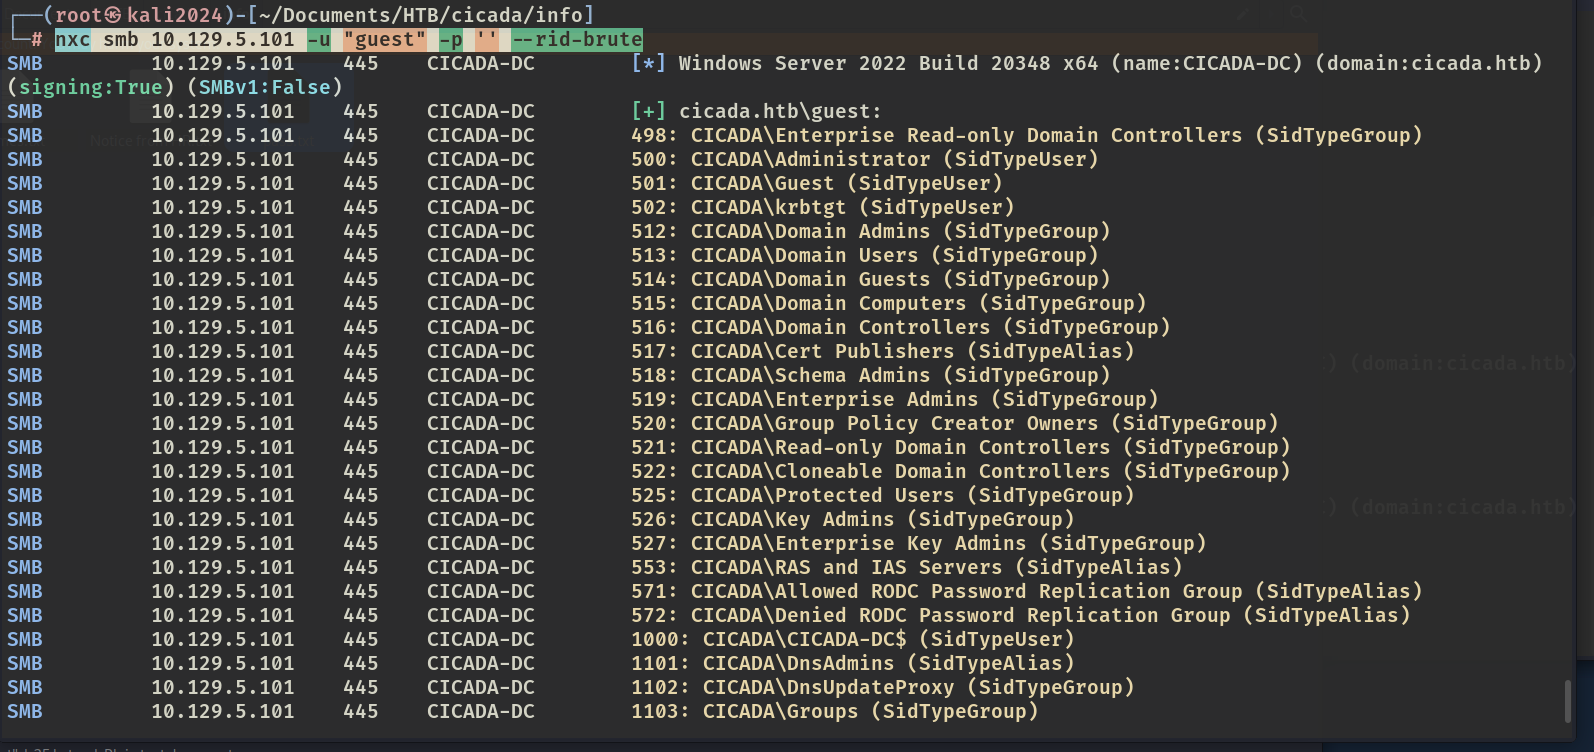 ┌──(root㉿kali2024)-[~/Documents/HTB/cicada/info]
└─# nxc smb 10.129.5.101 -u "guest" -p '' --rid-brute
SMB 10.129.5.101 445 CICADA-DC [*] Windows Server 2022 Build 20348 x64 (name:CICADA-DC) (domain:cicada.htb)
(signing:True) (SMBv1:False)
SMB 10.129.5.101 445 CICADA-DC [+] cicada.htb\guest:
SMB 10.129.5.101 445 CICADA-DC 498: CICADA\Enterprise Read-only Domain Controllers (SidTypeGroup)
SMB 10.129.5.101 445 CICADA-DC 500: CICADA\Administrator (SidTypeUser)
SMB 10.129.5.101 445 CICADA-DC 501: CICADA\Guest (SidTypeUser)
SMB 10.129.5.101 445 CICADA-DC 502: CICADA\krbtgt (SidTypeUser)
SMB 10.129.5.101 445 CICADA-DC 512: CICADA\Domain Admins (SidTypeGroup)
SMB 10.129.5.101 445 CICADA-DC 513: CICADA\Domain Users (SidTypeGroup)
SMB 10.129.5.101 445 CICADA-DC 514: CICADA\Domain Guests (SidTypeGroup)
SMB 10.129.5.101 445 CICADA-DC 515: CICADA\Domain Computers (SidTypeGroup)
SMB 10.129.5.101 445 CICADA-DC 516: CICADA\Domain Controllers (SidTypeGroup)
SMB 10.129.5.101 445 CICADA-DC 517: CICADA\Cert Publishers (SidTypeAlias)
SMB 10.129.5.101 445 CICADA-DC 518: CICADA\Schema Admins (SidTypeGroup)
SMB 10.129.5.101 445 CICADA-DC 519: CICADA\Enterprise Admins (SidTypeGroup)
SMB 10.129.5.101 445 CICADA-DC 520: CICADA\Group Policy Creator Owners (SidTypeGroup)
SMB 10.129.5.101 445 CICADA-DC 521: CICADA\Read-only Domain Controllers (SidTypeGroup)
SMB 10.129.5.101 445 CICADA-DC 522: CICADA\Cloneable Domain Controllers (SidTypeGroup)
SMB 10.129.5.101 445 CICADA-DC 525: CICADA\Protected Users (SidTypeGroup)
SMB 10.129.5.101 445 CICADA-DC 526: CICADA\Key Admins (SidTypeGroup)
SMB 10.129.5.101 445 CICADA-DC 527: CICADA\Enterprise Key Admins (SidTypeGroup)
SMB 10.129.5.101 445 CICADA-DC 553: CICADA\RAS and IAS Servers (SidTypeAlias)
SMB 10.129.5.101 445 CICADA-DC 571: CICADA\Allowed RODC Password Replication Group (SidTypeAlias)
SMB 10.129.5.101 445 CICADA-DC 572: CICADA\Denied RODC Password Replication Group (SidTypeAlias)
SMB 10.129.5.101 445 CICADA-DC 1000: CICADA\CICADA-DC$ (SidTypeUser)
SMB 10.129.5.101 445 CICADA-DC 1101: CICADA\DnsAdmins (SidTypeAlias)
SMB 10.129.5.101 445 CICADA-DC 1102: CICADA\DnsUpdateProxy (SidTypeGroup)
SMB 10.129.5.101 445 CICADA-DC 1103: CICADA\Groups (SidTypeGroup)
Notice
) (domain:cicada.htb)
) (domain:cicada.htb)